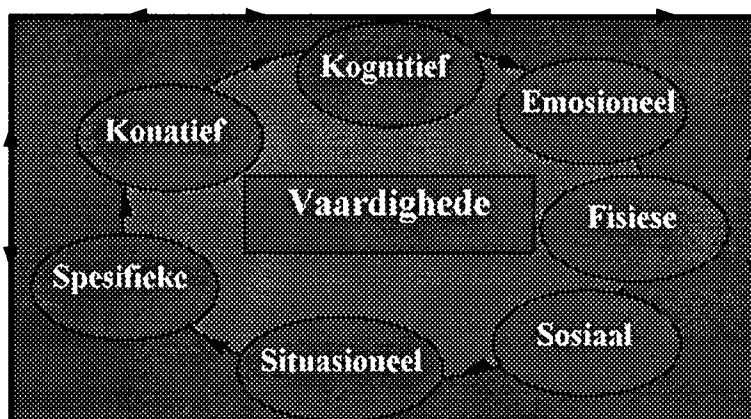 Kognitief
Emosioneel
Konatief
Vaardighede
Fisiese
Spesifieke
Sosiaal
Situasioneel